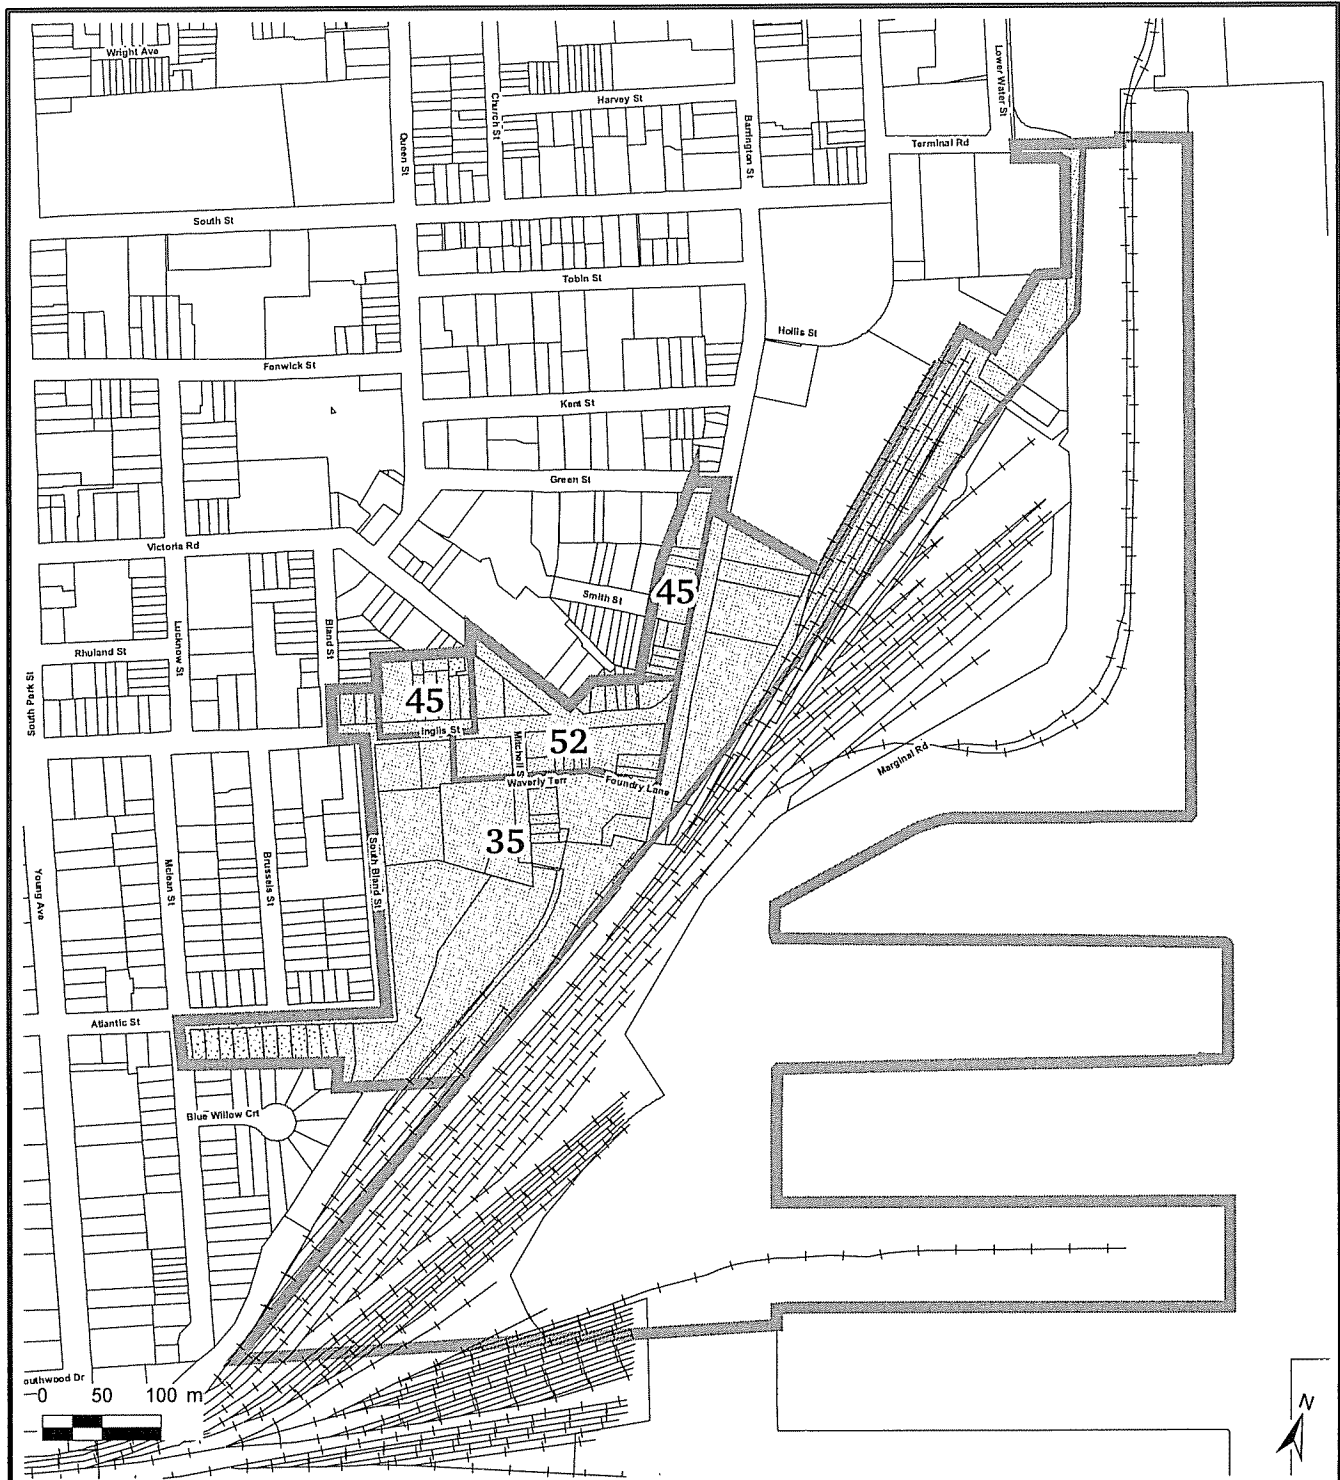 Wright Ave
Lower Water St
Church St
Harvey St
Barrington St
Queen St
Terminal Rd
South St
Tobin St
Hollis St
Fenwick St
Kent St
Green St
Victoria Rd
45
Smith St
Bland St
Rhuland St
Lucknow St
South Park St
45
Inglis St
Mitchell S
52
Marginal Rd
Waverly Terr
Foundry Lane
35
South Bland St
Mclean St
Brussels St
Young Ave
Atlantic St
Blue Willow Crt
outhwood Dr
0 50 100 m
N